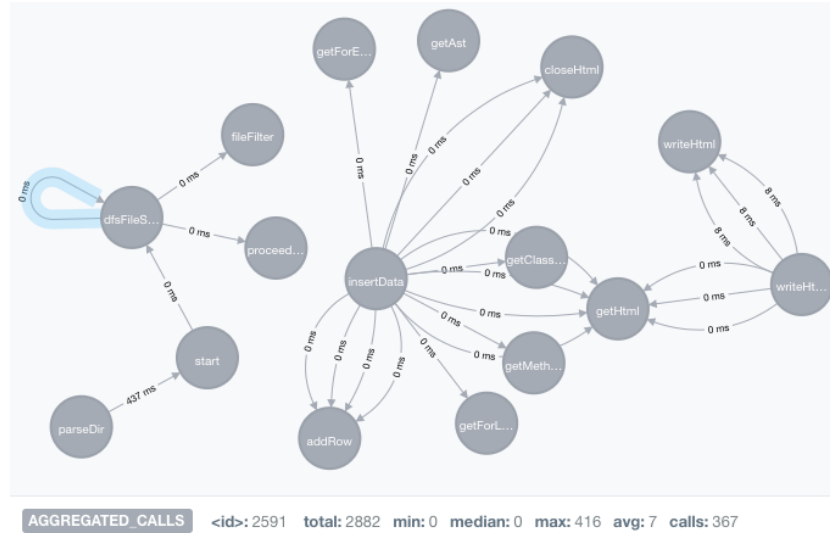 getForE...
getAst
closeHtml
fileFilter
writeHtml
0 ms
0 ms
0 ms
0 ms
0 ms
0 ms
8 ms
8 ms
8 ms
dfsFileS...
0 ms
0 ms
0 ms
proceed...
getClass...
0 ms
0 ms
0 ms
insertData
writeHt...
0 ms
0 ms
getHtml
0 ms
0 ms
0 ms
0 ms
0 ms
0 ms
0 ms
0 ms
0 ms
start
getMeth...
437 ms
parseDir
addRow
getForL...
AGGREGATED_CALLS <id>: 2591 total: 2882 min: 0 median: 0 max: 416 avg: 7 calls: 367